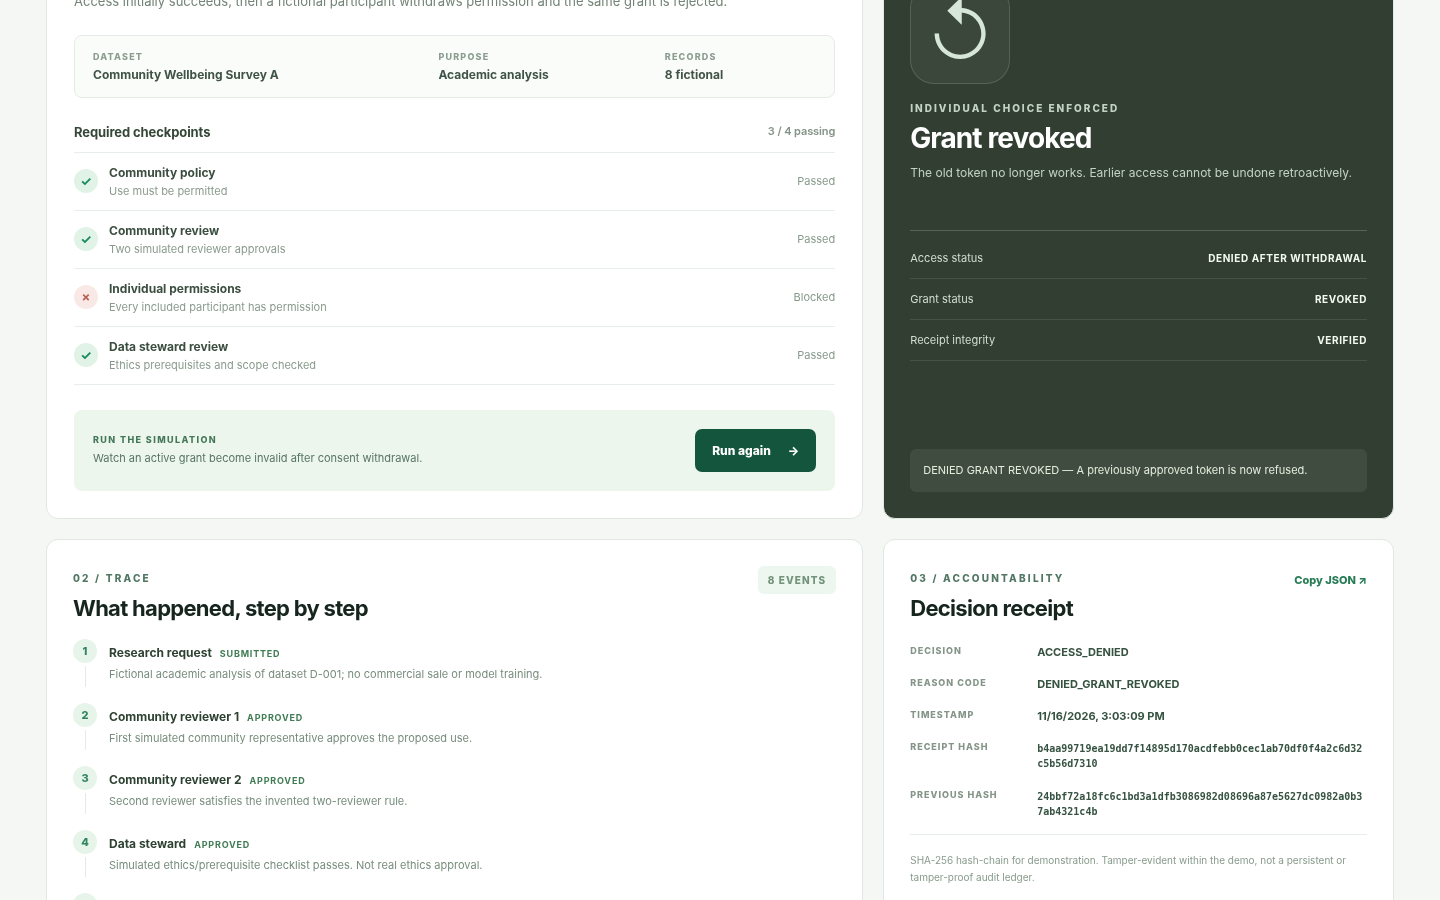 Access initially succeeds, then a fictional participant withdraws permission and the same grant is rejected.
DATASET
Community Wellbeing Survey A
PURPOSE
Academic analysis
RECORDS
8 fictional
Required checkpoints
3 / 4 passing
Community policy
Use must be permitted
Passed
Community review
Two simulated reviewer approvals
Passed
Individual permissions
Every included participant has permission
Blocked
Data steward review
Ethics prerequisites and scope checked
Passed
RUN THE SIMULATION
Watch an active grant become invalid after consent withdrawal.
Run again →
INDIVIDUAL CHOICE ENFORCED
Grant revoked
The old token no longer works. Earlier access cannot be undone retroactively.
Access status
DENIED AFTER WITHDRAWAL
Grant status
REVOKED
Receipt integrity
VERIFIED
DENIED GRANT REVOKED — A previously approved token is now refused.
02 / TRACE
8 EVENTS
What happened, step by step
1
Research request SUBMITTED
Fictional academic analysis of dataset D-001; no commercial sale or model training.
2
Community reviewer 1 APPROVED
First simulated community representative approves the proposed use.
3
Community reviewer 2 APPROVED
Second reviewer satisfies the invented two-reviewer rule.
4
Data steward APPROVED
Simulated ethics/prerequisite checklist passes. Not real ethics approval.
03 / ACCOUNTABILITY
Copy JSON ↗
Decision receipt
DECISION
ACCESS_DENIED
REASON CODE
DENIED_GRANT_REVOKED
TIMESTAMP
11/16/2026, 3:03:09 PM
RECEIPT HASH
b4aa99719ea19dd7f14895d170acdfebb0cec1ab70df0f4a2c6d32
c5b56d7310
PREVIOUS HASH
24bbf72a18fc6c1bd3a1dfb3086982d08696a87e5627dc0982a0b3
7ab4321c4b
SHA-256 hash-chain for demonstration. Tamper-evident within the demo, not a persistent or
tamper-proof audit ledger.